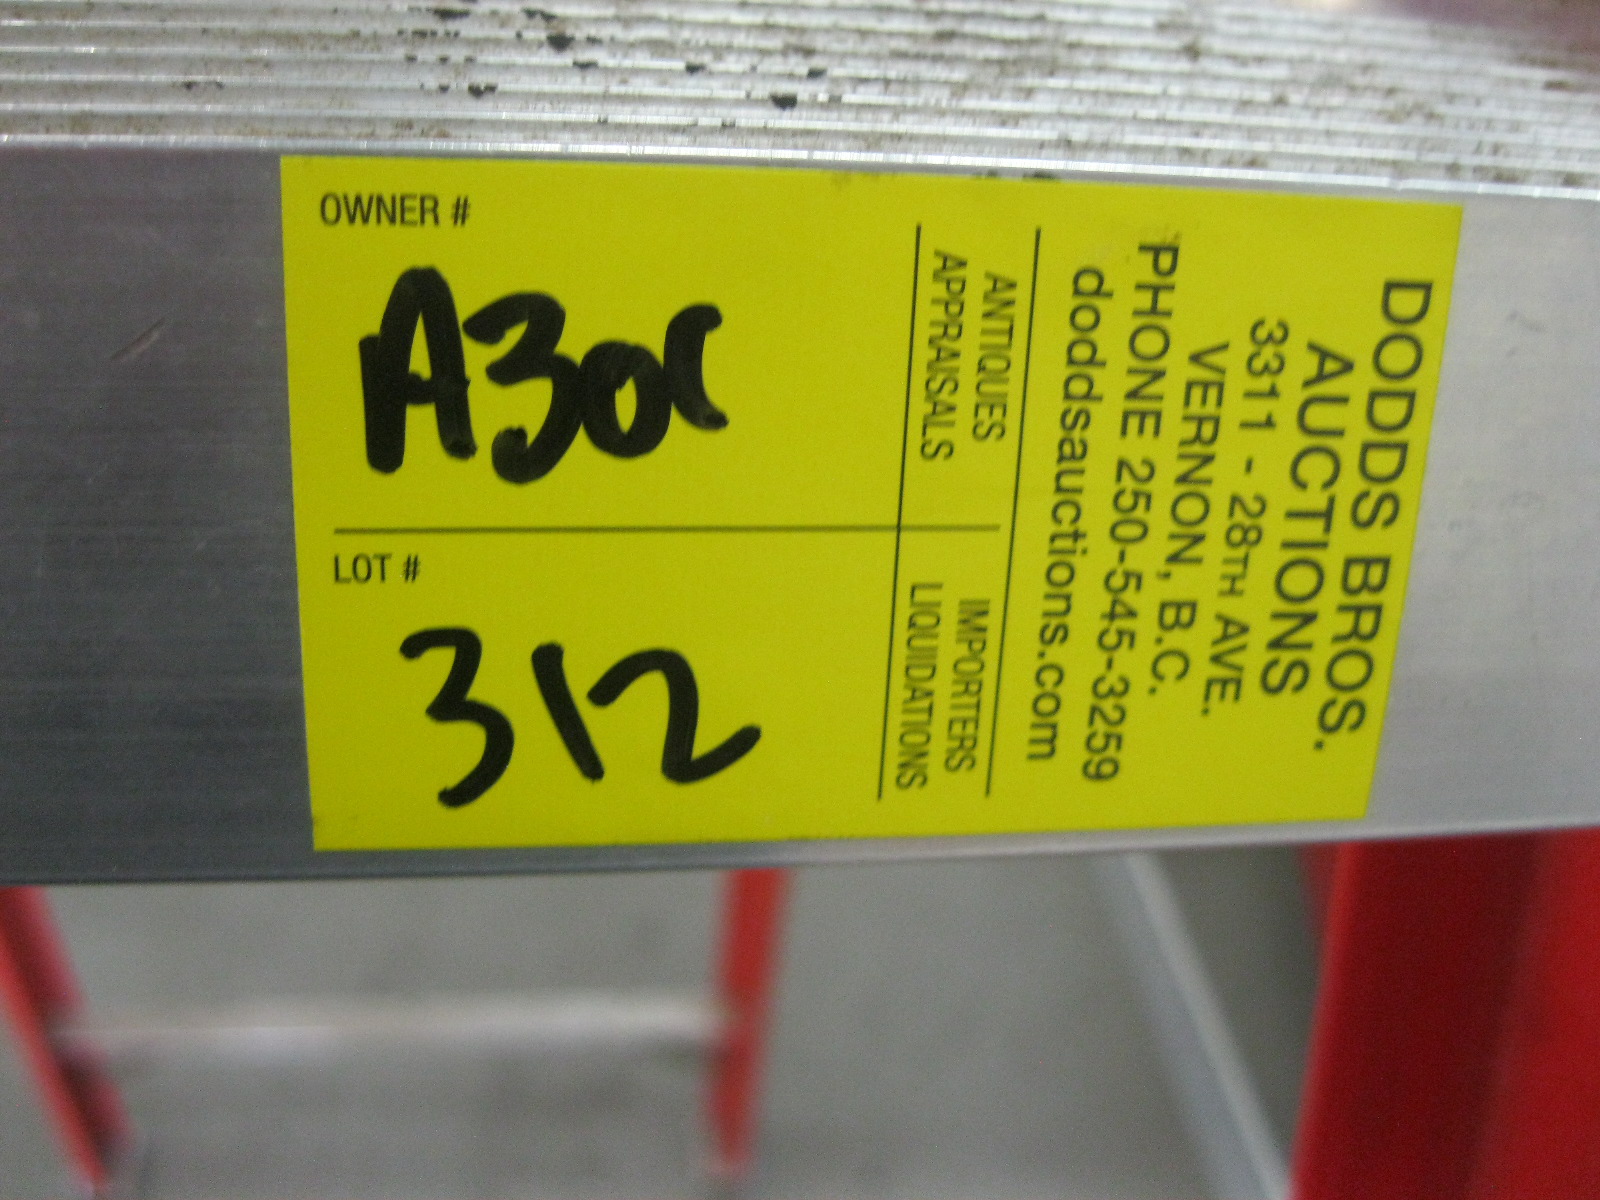 DODDS BROS.
AUCTIONS
3311 - 28TH AVE.
VERNON, B.C.
PHONE 250-545-3259
doddsauctions.com
ANTIQUES IMPORTERS
APPRAISALS LIQUIDATIONS
OWNER #
A30C
LOT #
312